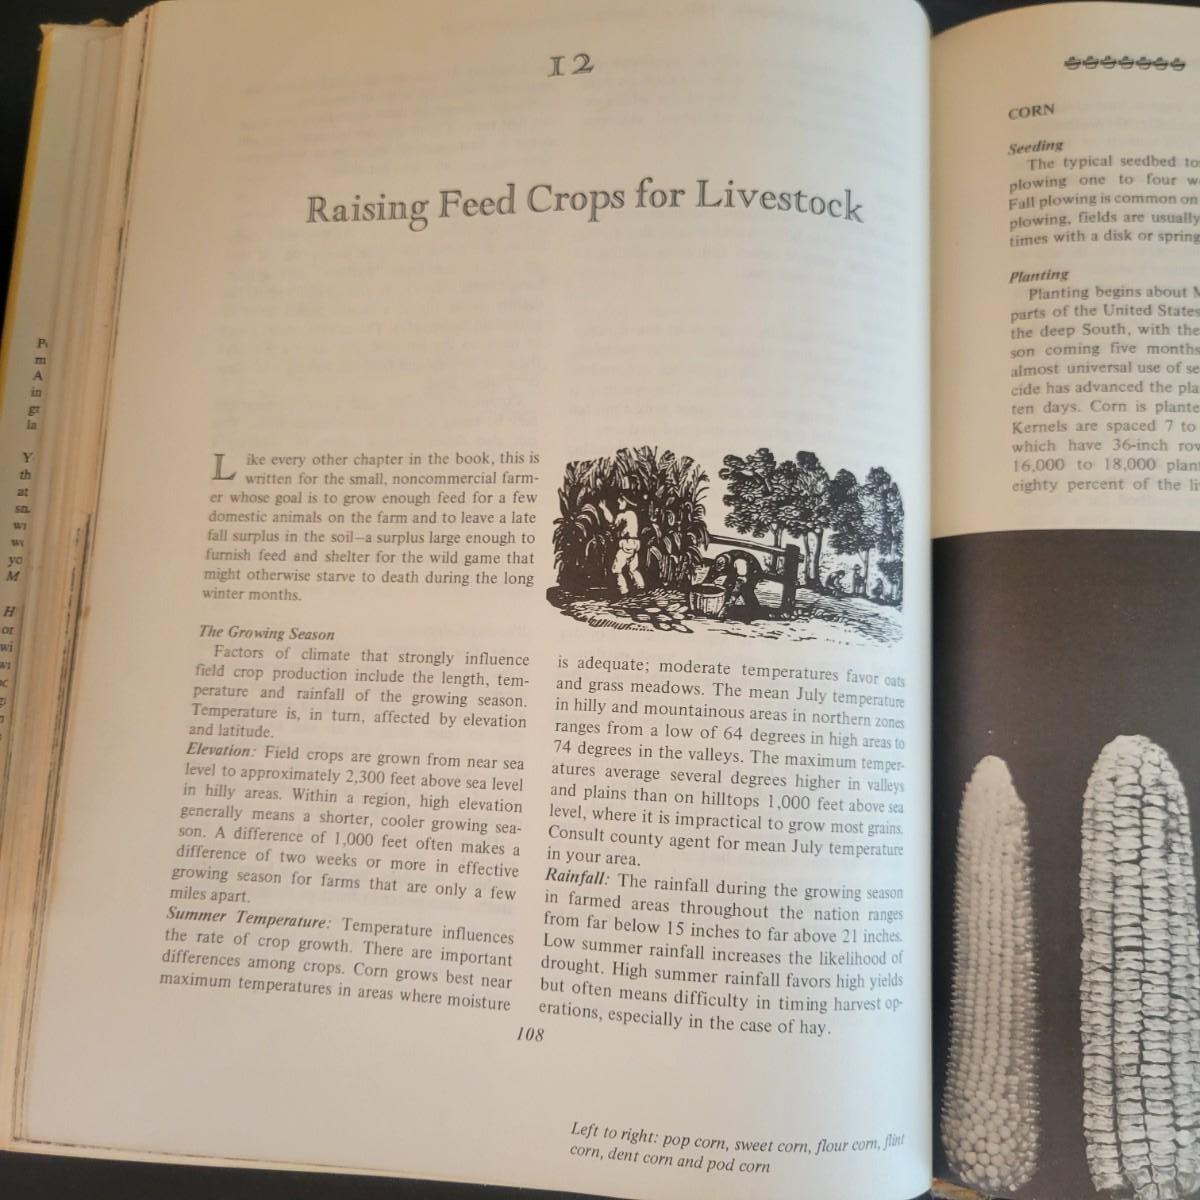 12
Raising Feed Crops for Livestock
Like every other chapter in the book, this is
written for the small, noncommercial farm-
er whose goal is to grow enough feed for a few
domestic animals on the farm and to leave a late
fall surplus in the soil—a surplus large enough to
furnish feed and shelter for the wild game that
might otherwise starve to death during the long
winter months.
The Growing Season
Factors of climate that strongly influence
field crop production include the length, tem-
perature and rainfall of the growing season.
Temperature is, in turn, affected by elevation
and latitude.
Elevation: Field crops are grown from near sea
level to approximately 2,300 feet above sea level
in hilly areas. Within a region, high elevation
generally means a shorter, cooler growing sea-
son. A difference of 1,000 feet often makes a
difference of two weeks or more in effective
growing season for farms that are only a few
miles apart.
Summer Temperature: Temperature influences
the rate of crop growth. There are important
differences among crops. Corn grows best near
maximum temperatures in areas where moisture
is adequate; moderate temperatures favor oats
and grass meadows. The mean July temperature
in hilly and mountainous areas in northern zones
ranges from a low of 64 degrees in high areas to
74 degrees in the valleys. The maximum temper-
atures average several degrees higher in valleys
and plains than on hilltops 1,000 feet above sea
level, where it is impractical to grow most grains.
Consult county agent for mean July temperature
in your area.
Rainfall: The rainfall during the growing season
in farmed areas throughout the nation ranges
from far below 15 inches to far above 21 inches.
Low summer rainfall increases the likelihood of
drought. High summer rainfall favors high yields
but often means difficulty in timing harvest op-
erations, especially in the case of hay.
108
Left to right: pop corn, sweet corn, flour corn, flint
corn, dent corn and pod corn
CORN
Seeding
The typical seedbed to
plowing one to four w
Fall plowing is common on
plowing, fields are usually
times with a disk or spring
Planting
Planting begins about M
parts of the United States
the deep South, with the
son coming five months
almost universal use of se
cide has advanced the pla
ten days. Corn is plante
Kernels are spaced 7 to
which have 36-inch row
16,000 to 18,000 plant
eighty percent of the li